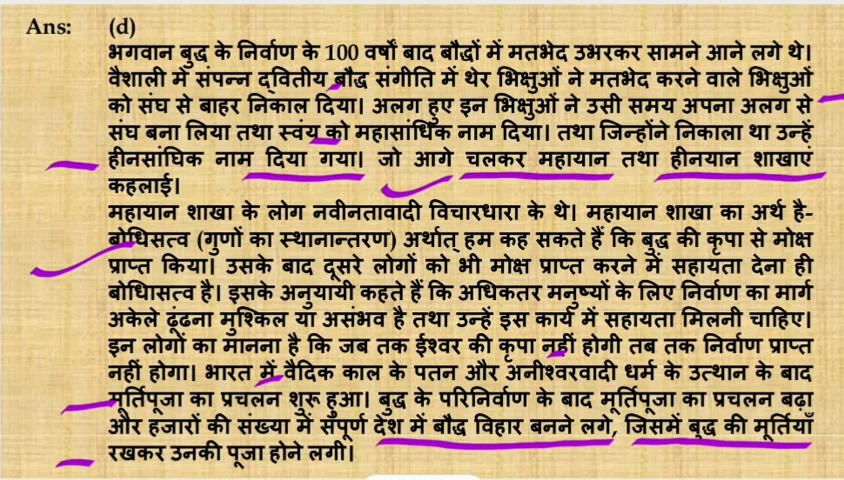 Ans: (d)
भगवान बुद्ध के निर्वाण के 100 वर्षों बाद बौद्धों में मतभेद उभरकर सामने आने लगे थे।
वैशाली में संपन्न द्वितीय बौद्ध संगीति में थेर भिक्षुओं ने मतभेद करने वाले भिक्षुओं
को संघ से बाहर निकाल दिया। अलग हुए इन भिक्षुओं ने उसी समय अपना अलग से
संघ बना लिया तथा स्वंय को महासांधिक नाम दिया। तथा जिन्होंने निकाला था उन्हें
हीनसांघिक नाम दिया गया। जो आगे चलकर महायान तथा हीनयान शाखाएं
कहलाई।
महायान शाखा के लोग नवीनतावादी विचारधारा के थे। महायान शाखा का अर्थ है-
बोधिसत्व (गुणों का स्थानान्तरण) अर्थात् हम कह सकते हैं कि बुद्ध की कृपा से मोक्ष
प्राप्त किया। उसके बाद दूसरे लोगों को भी मोक्ष प्राप्त करने में सहायता देना ही
बोधिासत्व है। इसके अनुयायी कहते हैं कि अधिकतर मनुष्यों के लिए निर्वाण का मार्ग
अकेले ढूंढना मुश्किल या असंभव है तथा उन्हें इस कार्य में सहायता मिलनी चाहिए।
इन लोगों का मानना है कि जब तक ईश्वर की कृपा नहीं होगी तब तक निर्वाण प्राप्त
नहीं होगा। भारत में वैदिक काल के पतन और अनीश्वरवादी धर्म के उत्थान के बाद
मूर्तिपूजा का प्रचलन शुरू हुआ। बुद्ध के परिनिर्वाण के बाद मूर्तिपूजा का प्रचलन बढ़ा
और हजारों की संख्या में संपूर्ण देश में बौद्ध विहार बनने लगे, जिसमें बुद्ध की मूर्तियाँ
रखकर उनकी पूजा होने लगी।